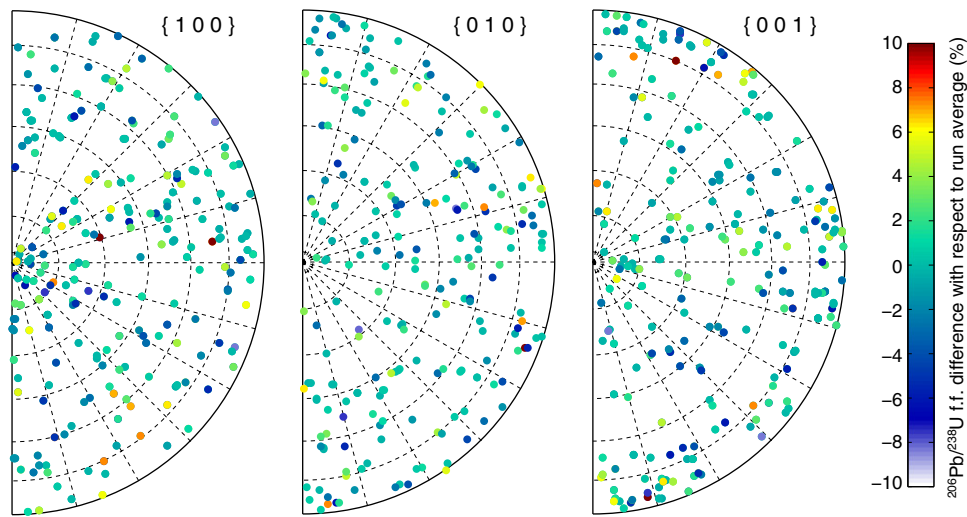 { 1 0 0 }
{ 0 1 0 }
{ 0 0 1 }
10
8
6
4
2
0
−2
−4
−6
−8
−10
²⁰⁶Pb/²³⁸U f.f. difference with respect to run average (%)